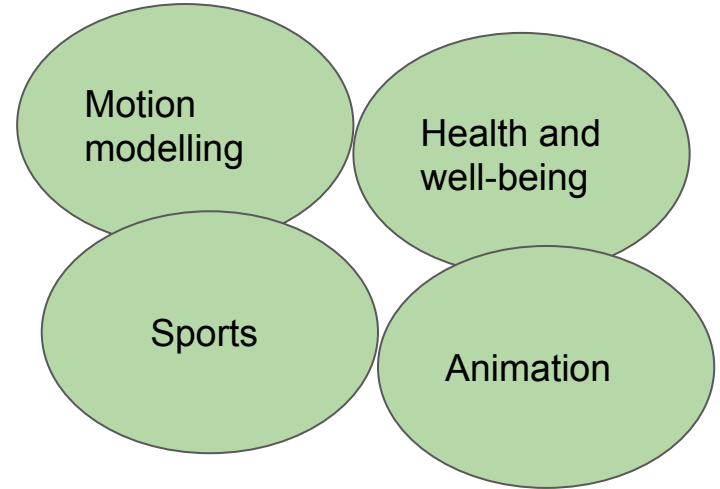 Motion
modelling
Health and
well-being
Sports
Animation